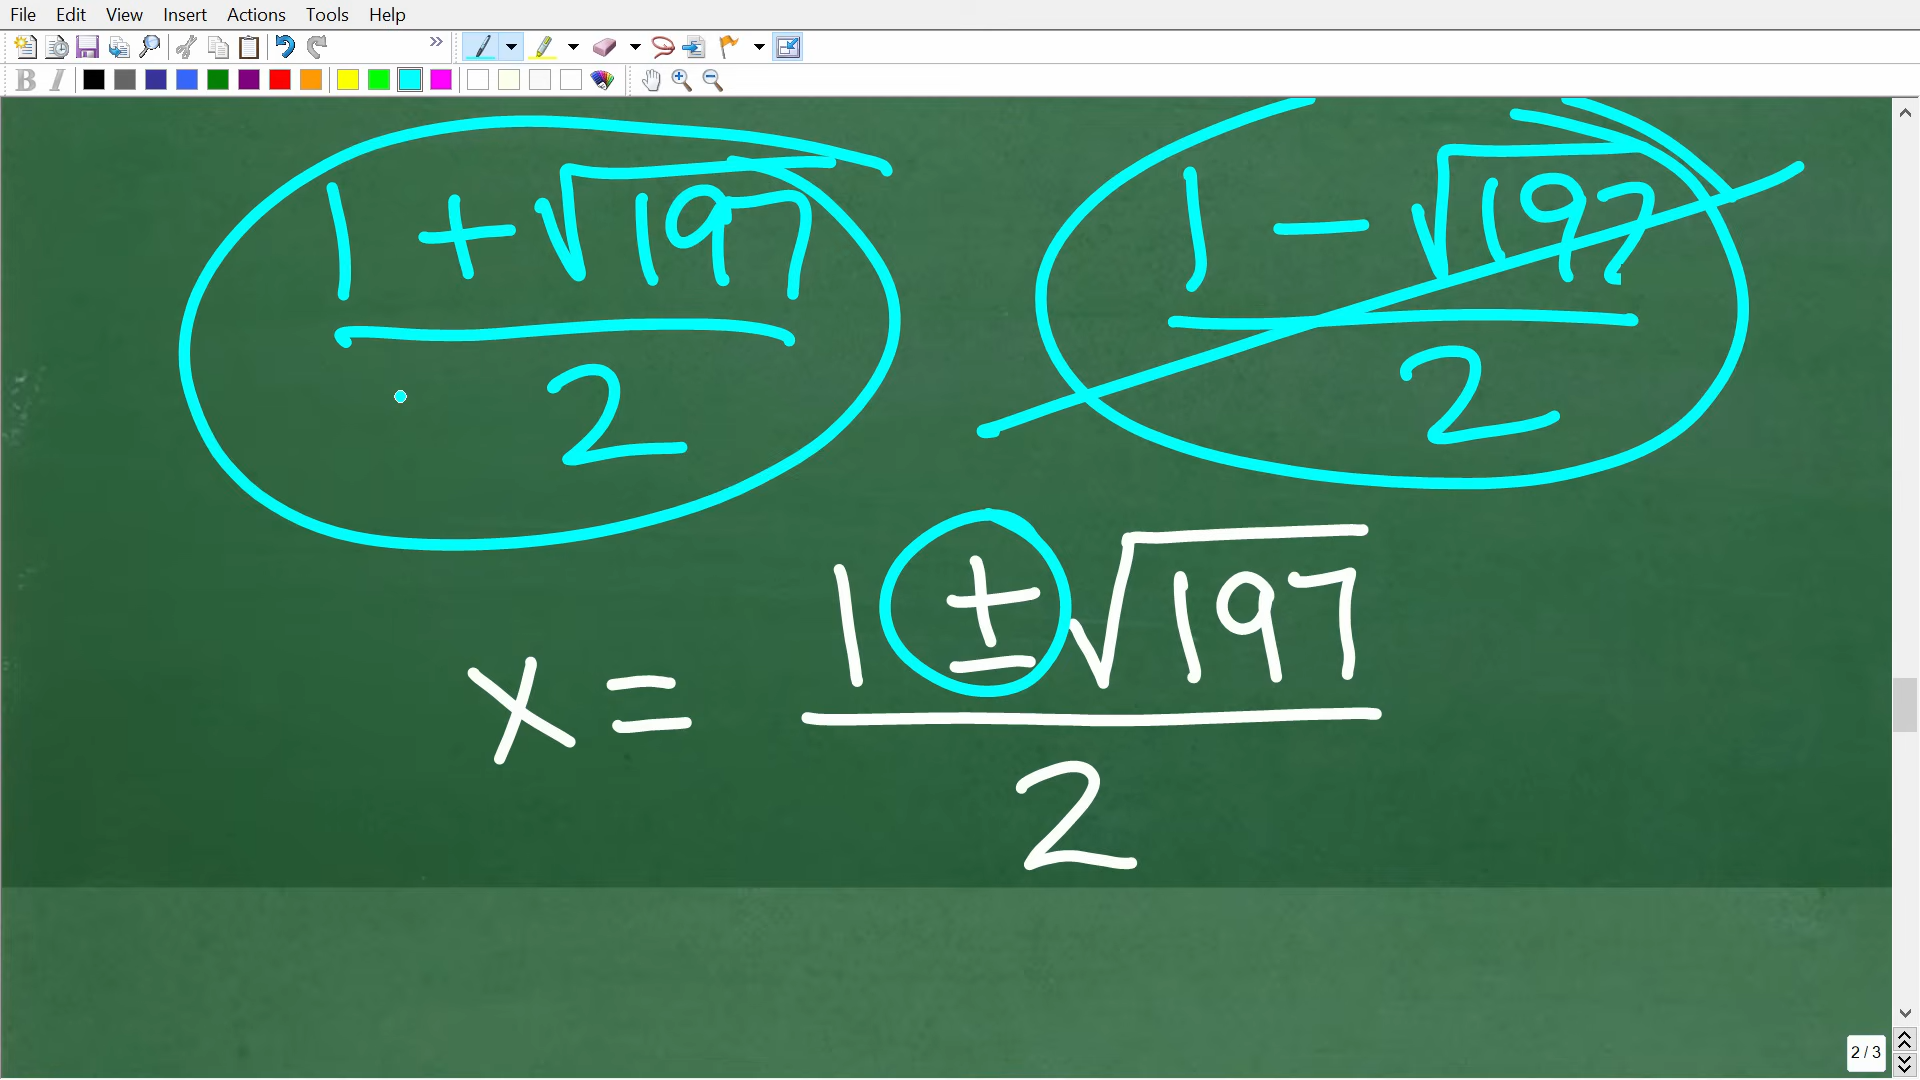 File Edit View Insert Actions Tools Help
B I
1 + √197
2
1 - √197
2
x = 1 ± √197
2
2 / 3